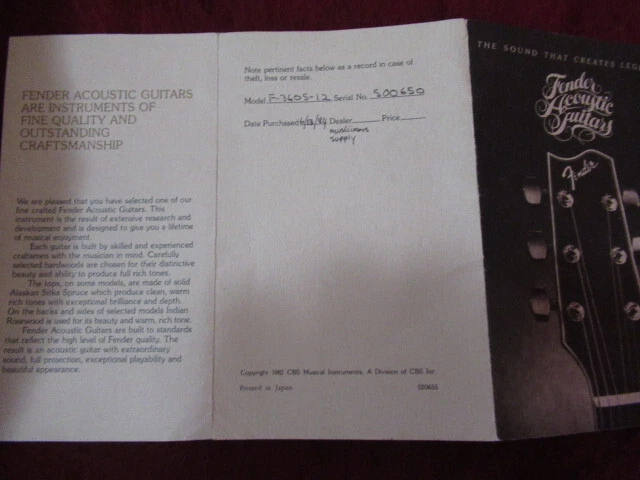 FENDER ACOUSTIC GUITARS
ARE INSTRUMENTS OF
FINE QUALITY AND
OUTSTANDING
CRAFTSMANSHIP
We are pleased that you have selected one of our
fine crafted Fender Acoustic Guitars. This
instrument is the result of extensive research and
development and is designed to give you a lifetime
of musical enjoyment.
Each guitar is built by skilled and experienced
craftsmen with the musician in mind. Carefully
selected hardwoods are chosen for their distinctive
beauty and ability to produce full rich tones.
The tops, on some models, are made of solid
Alaskan Sitka Spruce which produce clean, warm
rich tones with exceptional brilliance and depth.
On the backs and sides of selected models Indian
Rosewood is used for its beauty and warm, rich tone.
Fender Acoustic Guitars are built to standards
that reflect the high level of Fender quality. The
result is an acoustic guitar with extraordinary
sound, full projection, exceptional playability and
beautiful appearance.
Note pertinent facts below as a record in case of
theft, loss or resale.
Model F-360S-12 Serial No. 500650
Date Purchased Dealer Price
musicians
supply
Copyright 1982 CBS Musical Instruments, A Division of CBS Inc.
Printed in Japan
THE SOUND THAT CREATES
Fender
Acoustic
Guitars
Fender